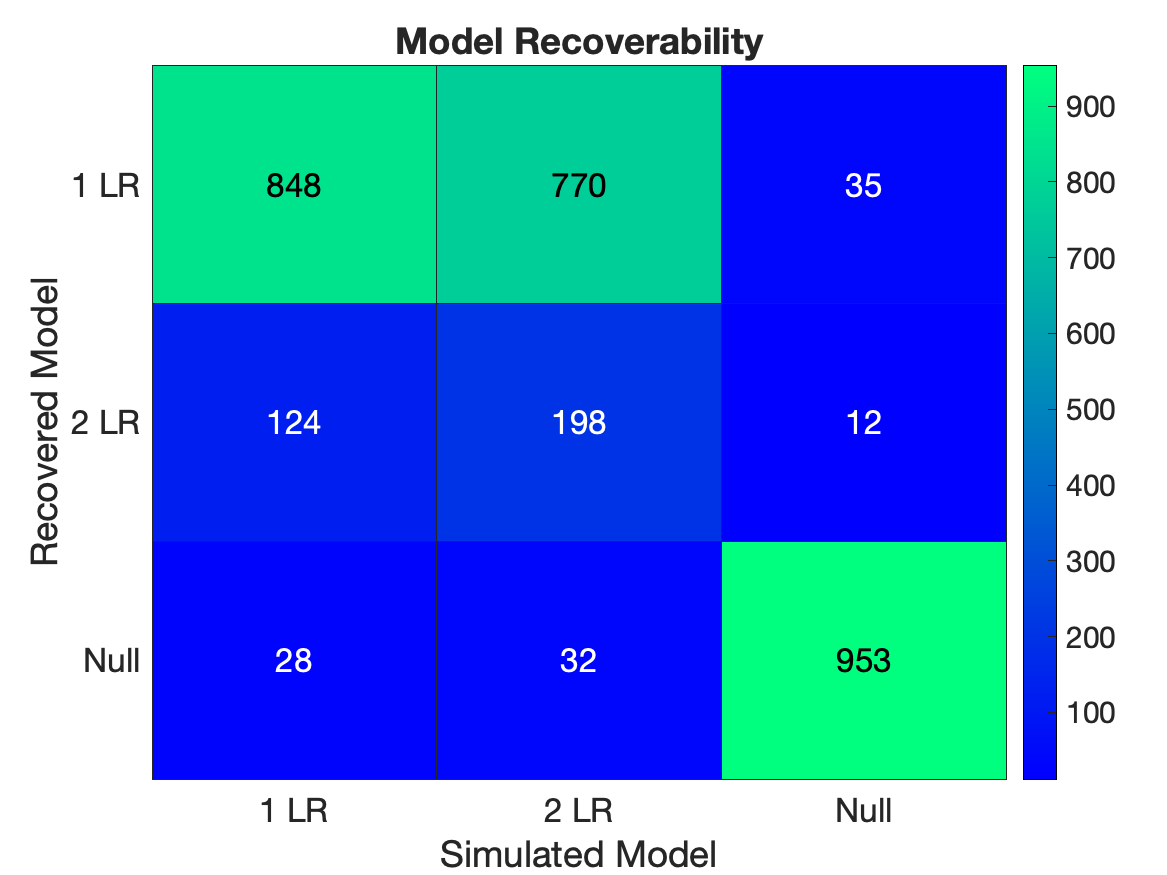 Model Recoverability
1 LR 848 770 35
2 LR 124 198 12
Null 28 32 953
1 LR 2 LR Null
Simulated Model
Recovered Model
900
800
700
600
500
400
300
200
100